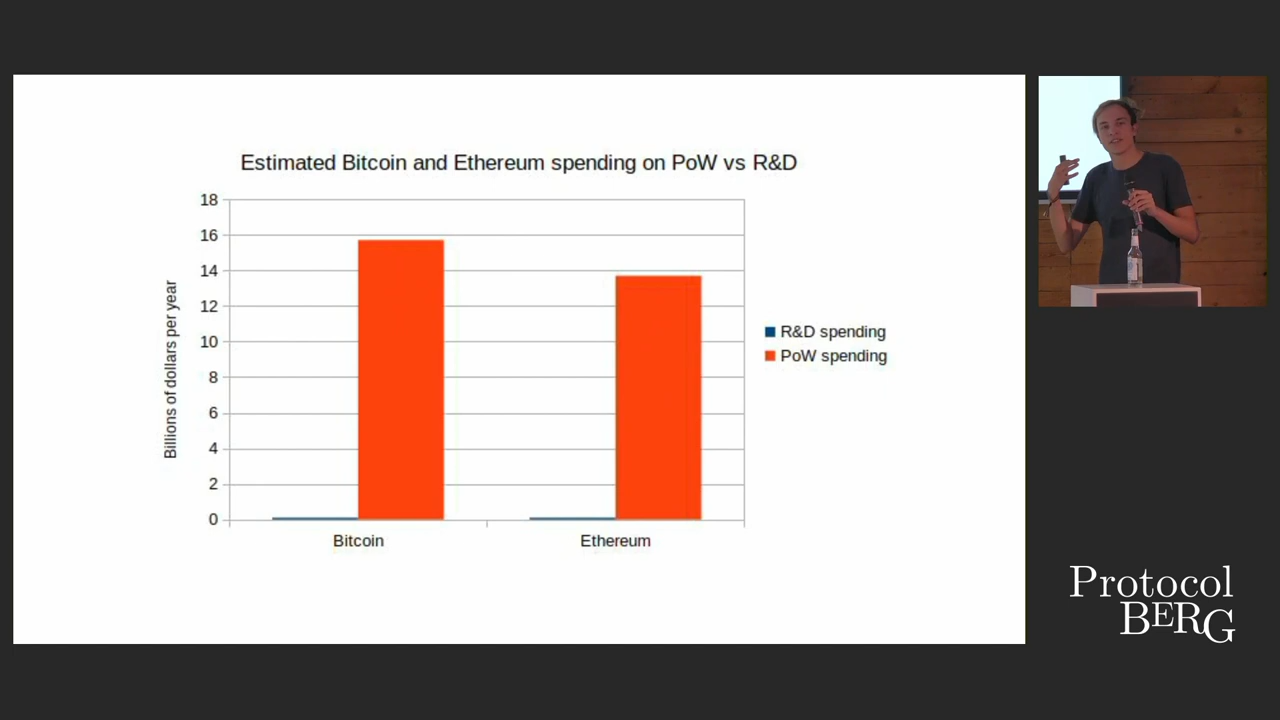 Estimated Bitcoin and Ethereum spending on PoW vs R&D
Billions of dollars per year
18
16
14
12
10
8
6
4
2
0
Bitcoin
Ethereum
R&D spending
PoW spending
Protocol
BERG